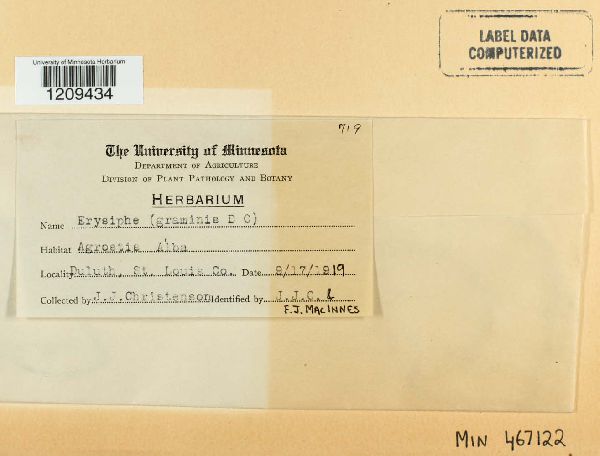 LABEL DATA
COMPUTERIZED
University of Minnesota Herbarium
1209434
719
The University of Minnesota
DEPARTMENT OF AGRICULTURE
DIVISION OF PLANT PATHOLOGY AND BOTANY
HERBARIUM
Name Erysiphe (graminis D C)
Habitat Agrostis Alba
Locality Duluth, St. Louis Co. Date 8/17/1919
Collected by J.J.Christenson Identified by J.J.C. &
F.J. MACINNES
MIN 467122